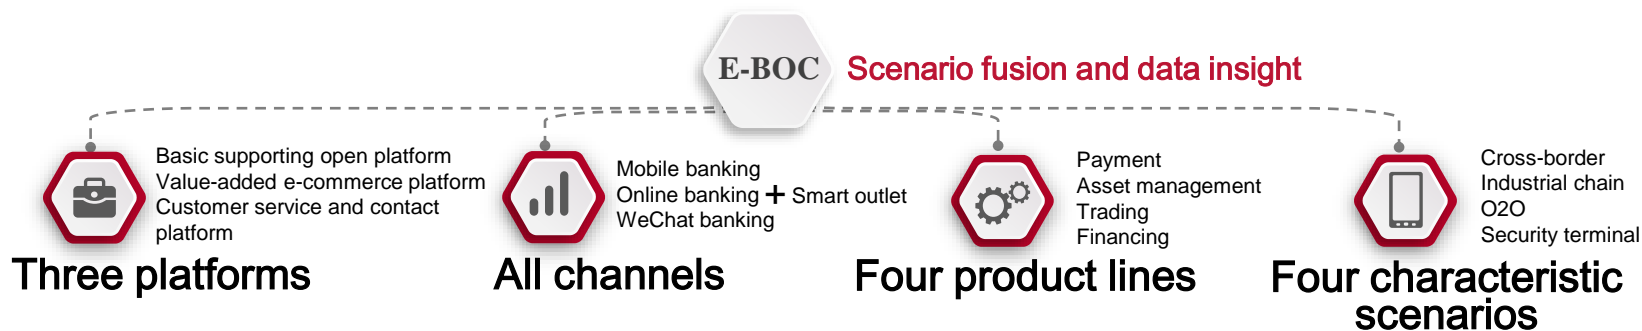 E-BOC
Scenario fusion and data insight
Basic supporting open platform
Value-added e-commerce platform
Customer service and contact
platform
Three platforms
Mobile banking
Online banking + Smart outlet
WeChat banking
All channels
Payment
Asset management
Trading
Financing
Four product lines
Cross-border
Industrial chain
O2O
Security terminal
Four characteristic
scenarios